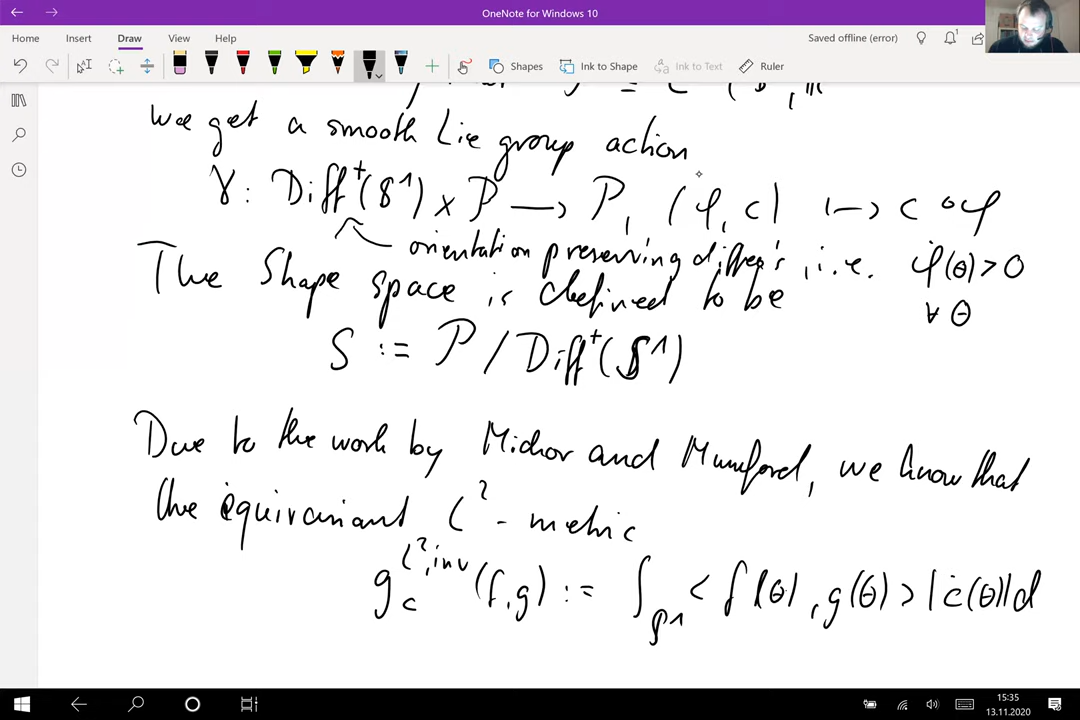 OneNote for Windows 10
Home Insert Draw View Help Saved offline (error)
Shapes Ink to Shape Ink to Text Ruler
we get a smooth Lie group action
γ: Diff⁺(S¹) × P → P, (φ, c) ↦ c ∘ φ
orientation preserving diffeo's, i.e. φ̇(θ) > 0
∀ θ
The Shape space is defined to be
S := P / Diff⁺(S¹)
Due to the work by Michor and Mumford, we know that
the equivariant L² - metric
g_c^{L², inv}(f, g) := ∫_{S¹} < f(θ), g(θ) > |ċ(θ)| d
15:35
13.11.2020